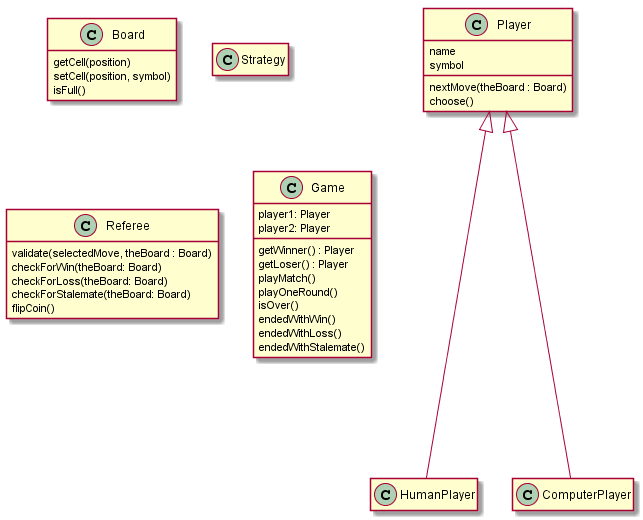 C Board
getCell(position)
setCell(position, symbol)
isFull()
C Strategy
C Player
name
symbol
nextMove(theBoard : Board)
choose()
C Referee
validate(selectedMove, theBoard : Board)
checkForWin(theBoard: Board)
checkForLoss(theBoard: Board)
checkForStalemate(theBoard: Board)
flipCoin()
C Game
player1: Player
player2: Player
getWinner() : Player
getLoser() : Player
playMatch()
playOneRound()
isOver()
endedWithWin()
endedWithLoss()
endedWithStalemate()
C HumanPlayer
C ComputerPlayer